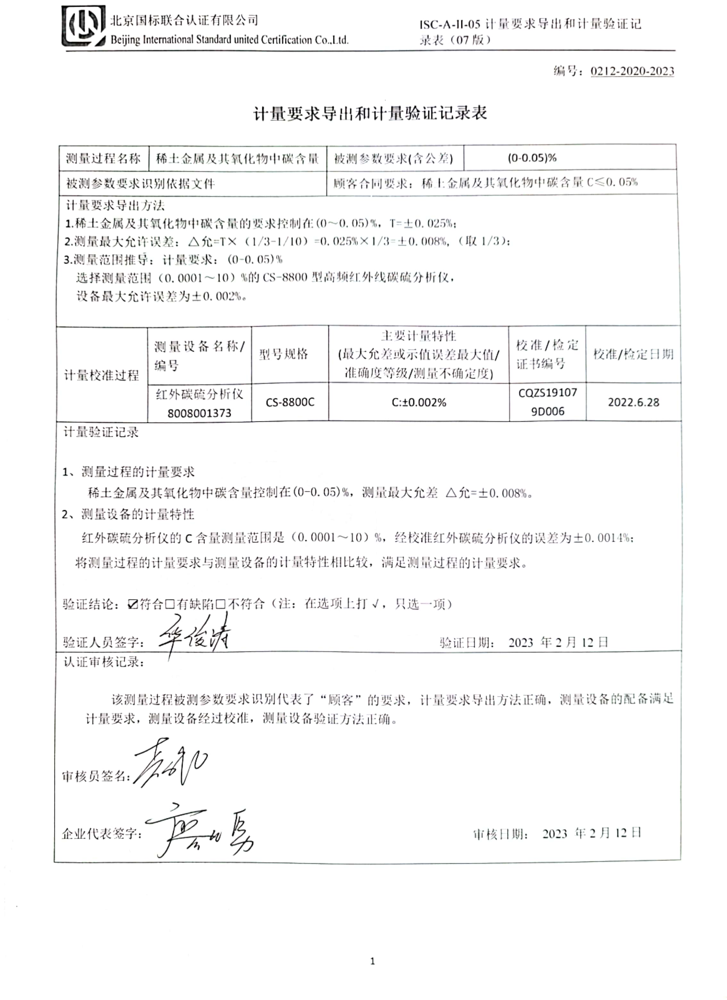 北京国标联合认证有限公司
Beijing International Standard united Certification Co.,Ltd.
ISC-A-II-05 计量要求导出和计量验证记
录表（07 版）
编号：0212-2020-2023
计量要求导出和计量验证记录表
测量过程名称 稀土金属及其氧化物中碳含量 被测参数要求(含公差) (0-0.05)%
被测参数要求识别依据文件 顾客合同要求：稀土金属及其氧化物中碳含量 C≤0.05%
计量要求导出方法
1.稀土金属及其氧化物中碳含量的要求控制在(0～0.05)%，T=±0.025%；
2.测量最大允许误差：△允=T×（1/3-1/10）=0.025%×1/3=±0.008%,（取 1/3）；
3.测量范围推导：计量要求：(0-0.05)%
选择测量范围（0.0001～10）%的 CS-8800 型高频红外线碳硫分析仪，
设备最大允许误差为±0.002%。
计量校准过程
测量设备名称/
编号
型号规格
主要计量特性
(最大允差或示值误差最大值/
准确度等级/测量不确定度)
校准/检定
证书编号
校准/检定日期
红外碳硫分析仪
8008001373
CS-8800C
C:±0.002%
CQZS19107
9D006
2022.6.28
计量验证记录
1、测量过程的计量要求
稀土金属及其氧化物中碳含量控制在(0-0.05)%，测量最大允差 △允=±0.008%。
2、测量设备的计量特性
红外碳硫分析仪的 C 含量测量范围是（0.0001～10）%，经校准红外碳硫分析仪的误差为±0.0014%；
将测量过程的计量要求与测量设备的计量特性相比较，满足测量过程的计量要求。
验证结论：☑符合□有缺陷□不符合（注：在选项上打√，只选一项）
验证人员签字：华俊涛 验证日期： 2023 年 2 月 12 日
认证审核记录：
该测量过程被测参数要求识别代表了“顾客”的要求，计量要求导出方法正确，测量设备的配备满足
计量要求，测量设备经过校准，测量设备验证方法正确。
审核员签名：
企业代表签字： 审核日期： 2023 年 2 月 12 日
1